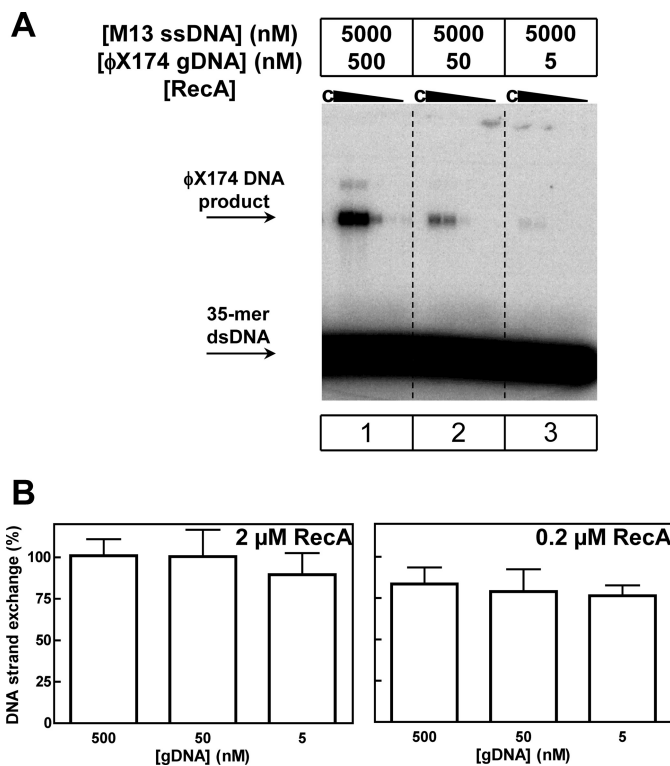 A
[M13 ssDNA] (nM) 5000 5000 5000
[ϕX174 gDNA] (nM) 500 50 5
[RecA]
C C C
ϕX174 DNA
product
35-mer
dsDNA
1 2 3
B
DNA strand exchange (%)
100
75
50
25
0
2 µM RecA
500 50 5
[gDNA] (nM)
0.2 µM RecA
500 50 5
[gDNA] (nM)